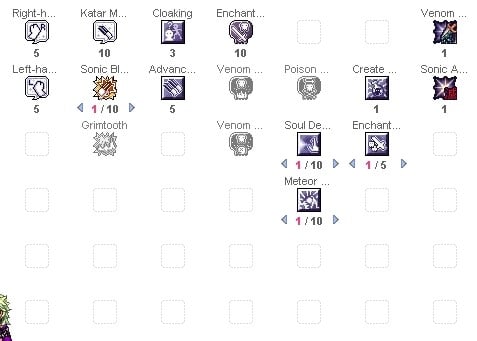 Right-h... Katar M... Cloaking Enchant... Venom ...
5 10 3 10 1
Left-ha... Sonic Bl... Advanc... Venom ... Poison ... Create ... Sonic A...
5 1 / 10 5 1 1
Grimtooth Venom ... Soul De... Enchant...
1 / 10 1 / 5
Meteor ...
1 / 10